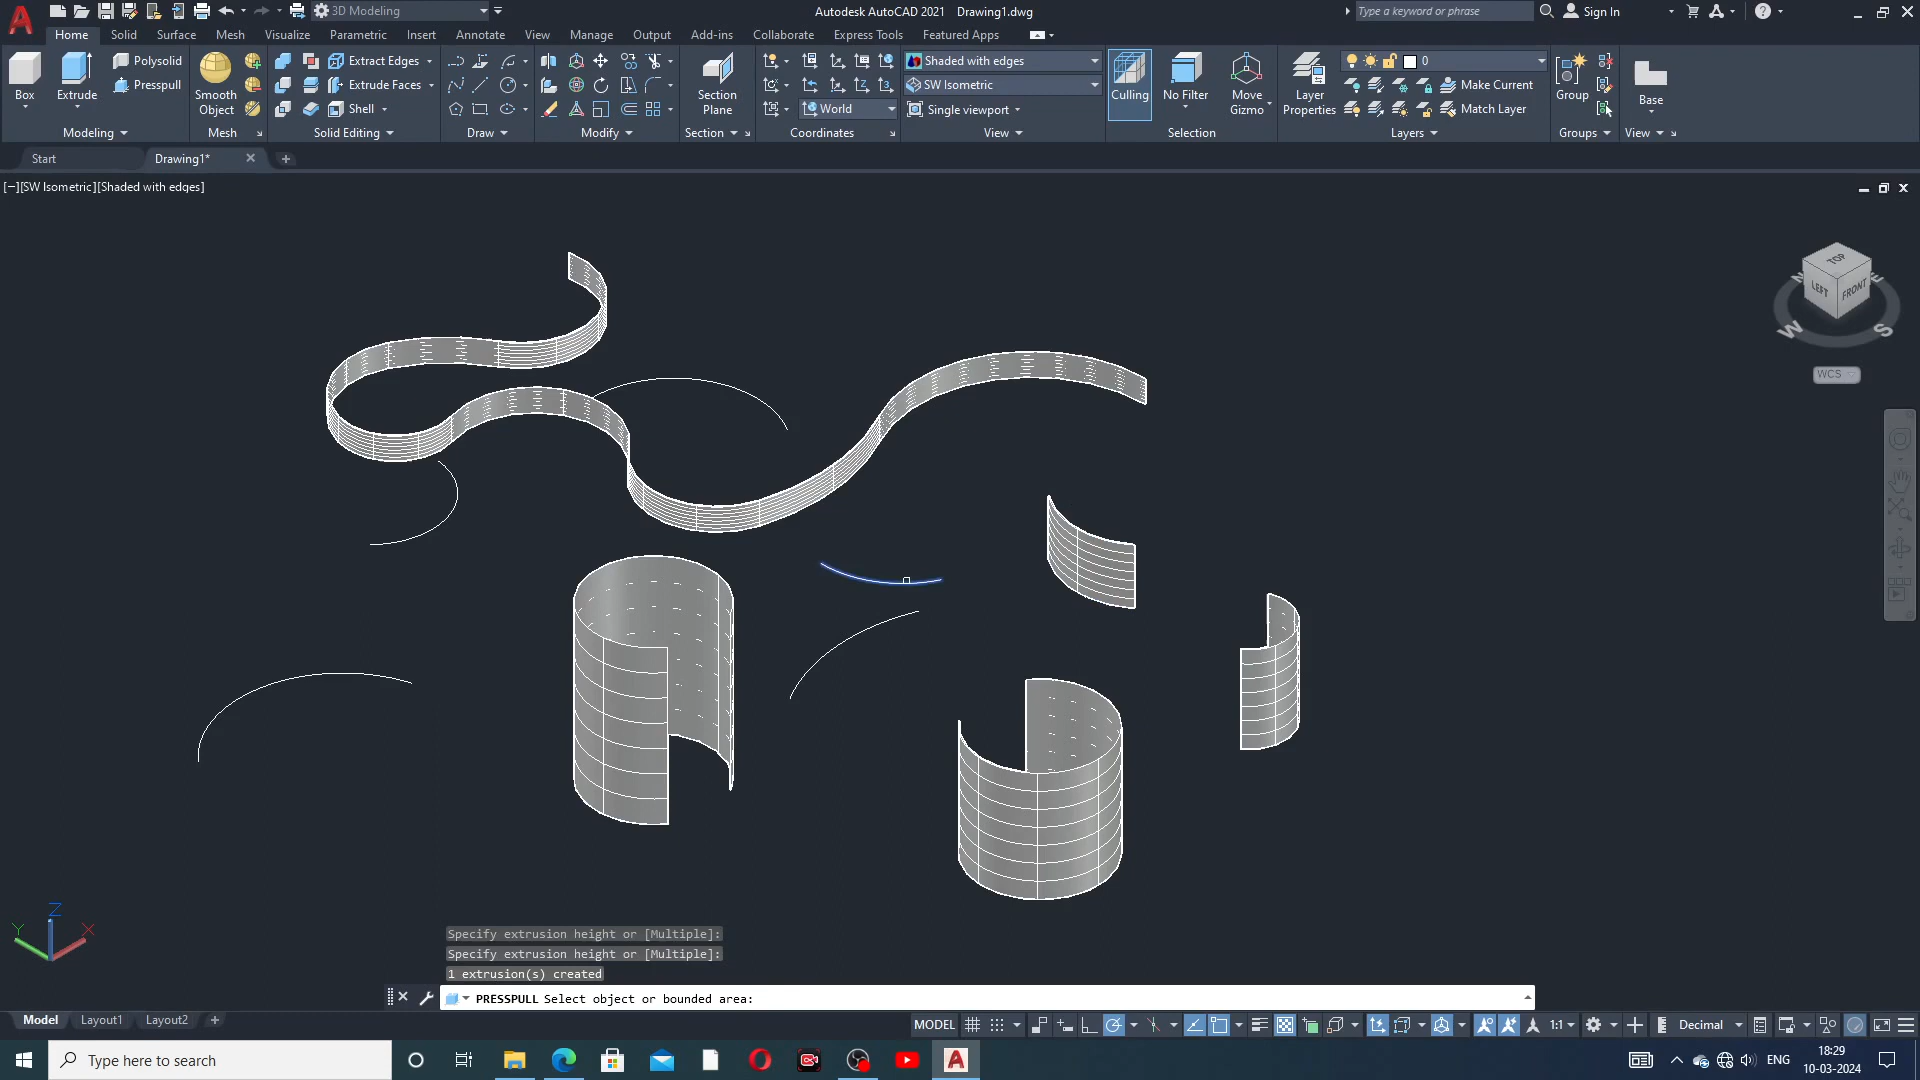 3D Modeling
Autodesk AutoCAD 2021 Drawing1.dwg
Type a keyword or phrase
Sign In
Home Solid Surface Mesh Visualize Parametric Insert Annotate View Manage Output Add-ins Collaborate Express Tools Featured Apps
Box
Extrude
Polysolid
Presspull
Modeling
Smooth
Object
Mesh
Extract Edges
Extrude Faces
Shell
Solid Editing
Draw
Modify
Section
Plane
Section
World
Coordinates
Shaded with edges
SW Isometric
Single viewport
View
Culling
No Filter
Move
Gizmo
Selection
Layer
Properties
0
Make Current
Match Layer
Layers
Group
Groups
Base
View
Start
Drawing1*
[−][SW Isometric][Shaded with edges]
TOP
LEFT
FRONT
N
E
W
S
WCS
Z
Y
X
Specify extrusion height or [Multiple]:
Specify extrusion height or [Multiple]:
1 extrusion(s) created
PRESSPULL Select object or bounded area:
Model Layout1 Layout2
MODEL
1:1
Decimal
Type here to search
ENG
18:29
10-03-2024